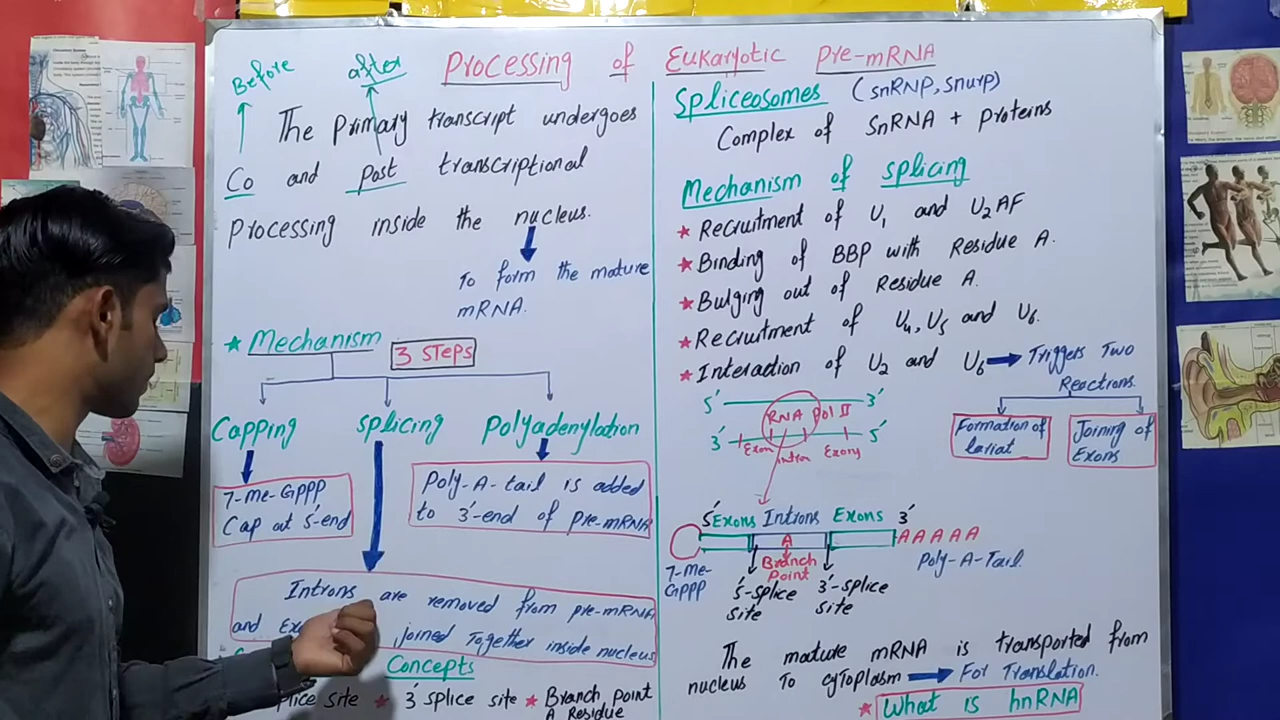 Processing of Eukaryotic Pre-mRNA
Before after
The primary transcript undergoes
Co and Post transcriptional
Processing inside the nucleus.
To form the mature
mRNA.
★ Mechanism
3 STEPS
Capping splicing Polyadenylation
7-Me-GPPP
Cap at 5'-end
Poly-A-tail is added
to 3'-end of pre-mRNA
Introns are removed from pre-mRNA
and joined Together inside nucleus
Concepts
splice site ★ 3' splice site ★ Branch point
A Residue
Spliceosomes (snRNP, snurp)
Complex of SnRNA + proteins
Mechanism of splicing
★ Recruitment of U1 and U2AF
★ Binding of BBP with Residue A.
★ Bulging out of Residue A.
★ Recruitment of U4, U5 and U6.
★ Interaction of U2 and U6 → Triggers Two
Reactions.
Formation of
lariat
Joining of
Exons
5' 3'
RNA Pol II
3' 5'
Exon intron Exons
5' Exons Introns Exons 3'
A AAAAA
Branch
Point
Poly-A-Tail.
7-Me-
GPPP
5-splice
site
3'-splice
site
The mature mRNA is transported from
nucleus To cytoplasm → For Translation.
★ What is hnRNA